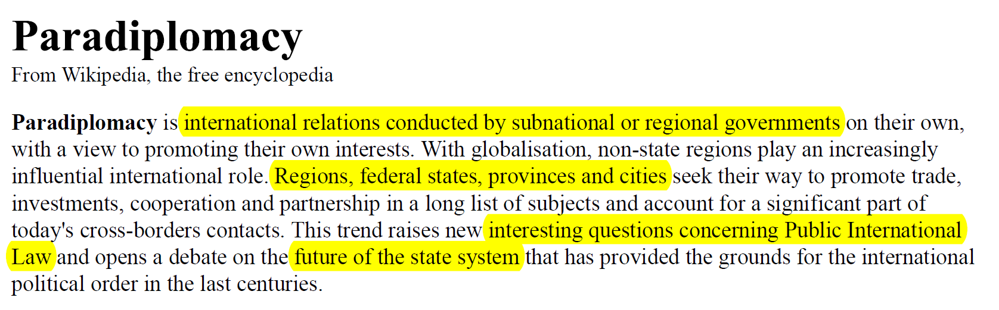 Paradiplomacy
From Wikipedia, the free encyclopedia
Paradiplomacy is international relations conducted by subnational or regional governments on their own,
with a view to promoting their own interests. With globalisation, non-state regions play an increasingly
influential international role. Regions, federal states, provinces and cities seek their way to promote trade,
investments, cooperation and partnership in a long list of subjects and account for a significant part of
today's cross-borders contacts. This trend raises new interesting questions concerning Public International
Law and opens a debate on the future of the state system that has provided the grounds for the international
political order in the last centuries.